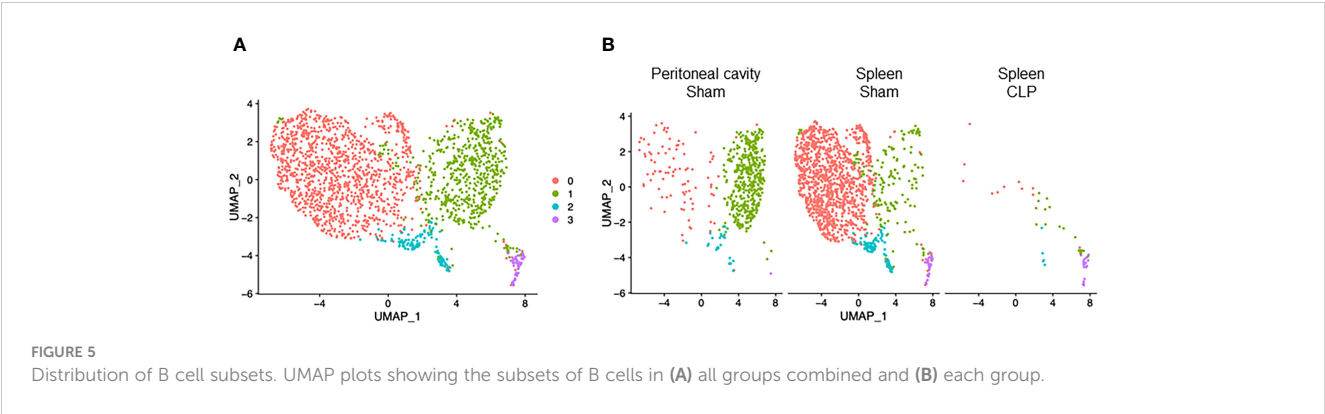 A
B
Peritoneal cavity
Sham
Spleen
Sham
Spleen
CLP
4
2
0
−2
−4
−6
UMAP_2
−4
0
4
8
UMAP_1
0
1
2
3
4
2
0
−2
−4
−6
UMAP_2
−4
0
4
8
−4
0
4
8
−4
0
4
8
UMAP_1
FIGURE 5
Distribution of B cell subsets. UMAP plots showing the subsets of B cells in (A) all groups combined and (B) each group.